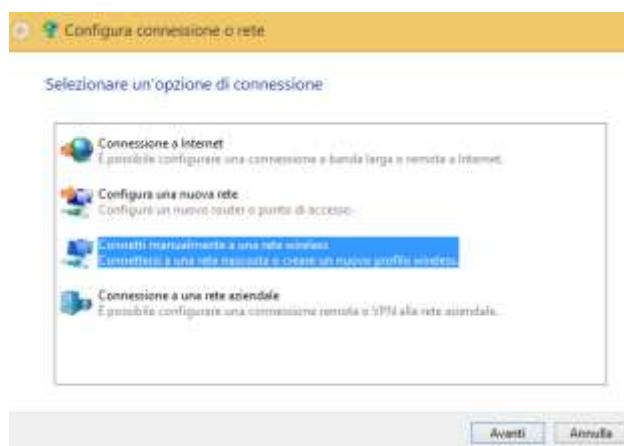 Configura connessione o rete
Selezionare un'opzione di connessione
Connessione a Internet
È possibile configurare una connessione a banda larga o remota a Internet.
Configura una nuova rete
Configura un nuovo router o punto di accesso.
Connetti manualmente a una rete wireless
Connettersi a una rete nascosta o creare un nuovo profilo wireless.
Connessione a una rete aziendale
È possibile configurare una connessione remota o VPN alla rete aziendale.
Avanti
Annulla